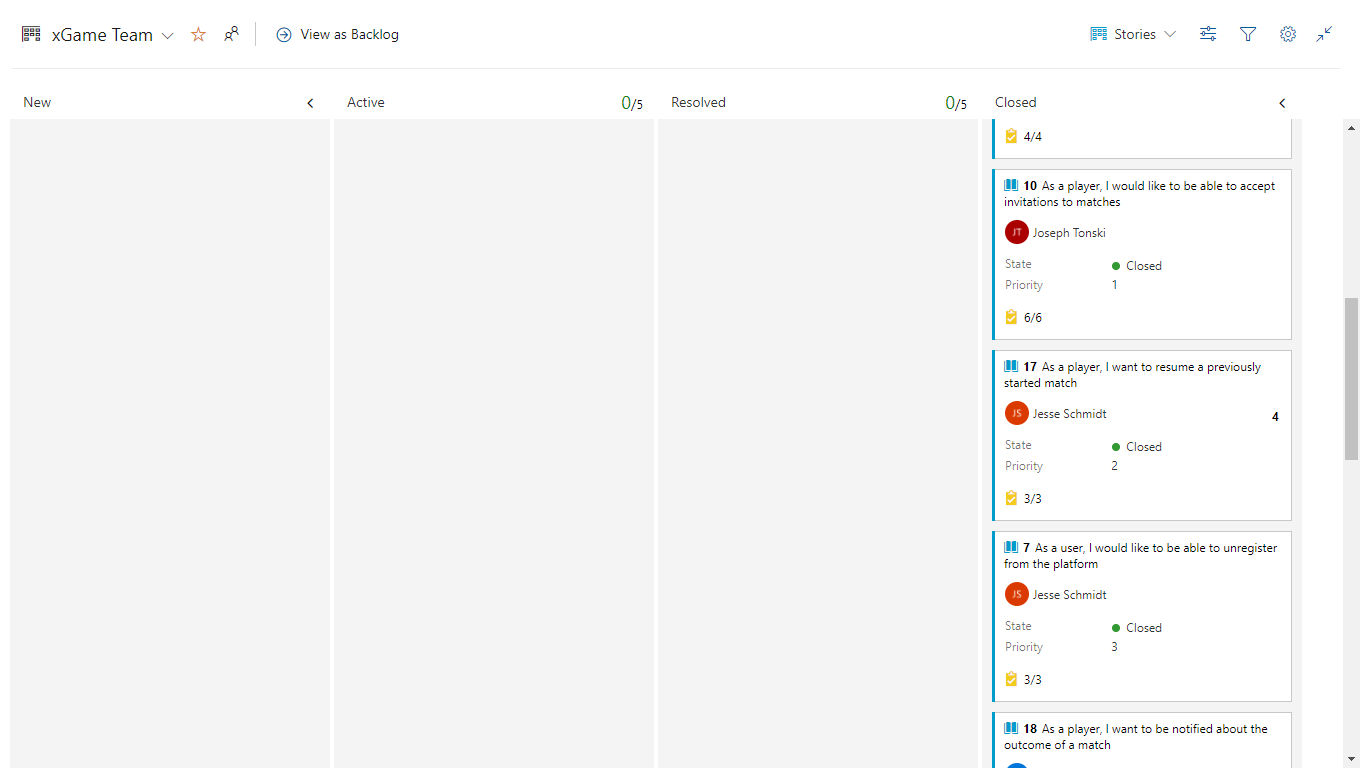 xGame Team
View as Backlog
Stories
New
Active
0/5
Resolved
0/5
Closed
4/4
10 As a player, I would like to be able to accept
invitations to matches
JT Joseph Tonski
State Closed
Priority 1
6/6
17 As a player, I want to resume a previously
started match
JS Jesse Schmidt 4
State Closed
Priority 2
3/3
7 As a user, I would like to be able to unregister
from the platform
JS Jesse Schmidt
State Closed
Priority 3
3/3
18 As a player, I want to be notified about the
outcome of a match